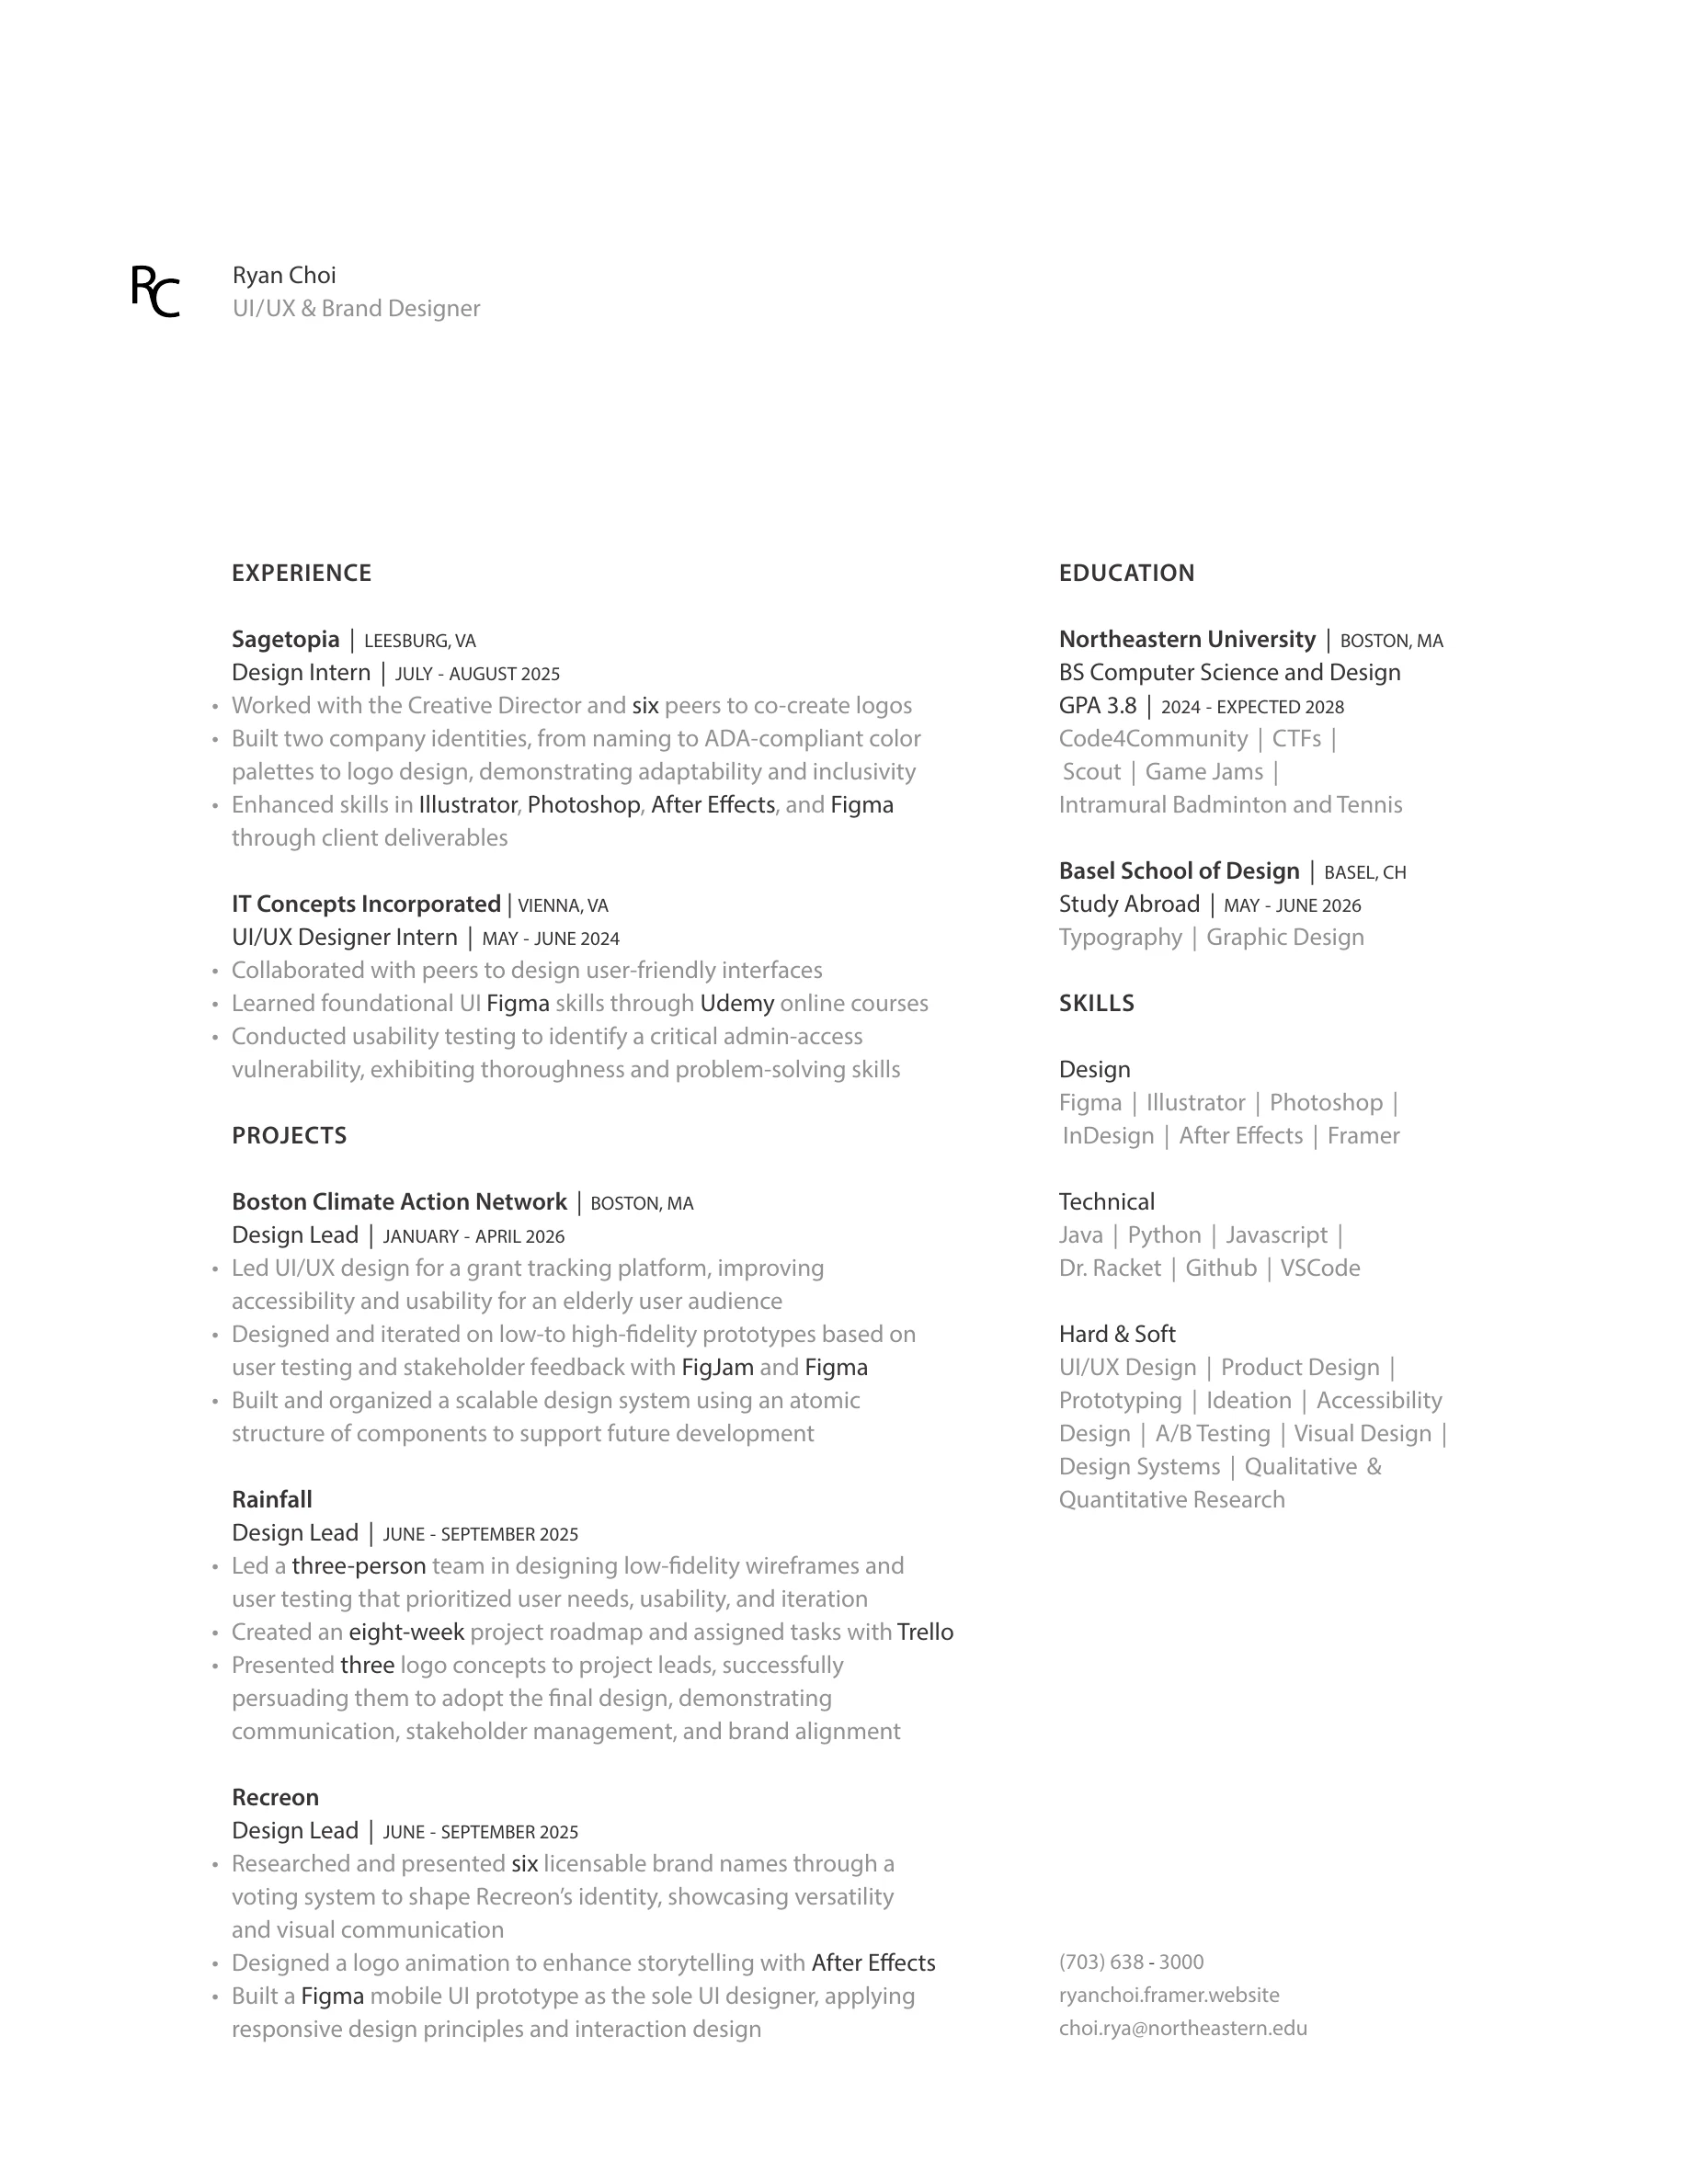 RC
Ryan Choi
UI/UX & Brand Designer
EXPERIENCE
Sagetopia | LEESBURG, VA
Design Intern | JULY - AUGUST 2025
• Worked with the Creative Director and six peers to co-create logos
• Built two company identities, from naming to ADA-compliant color
palettes to logo design, demonstrating adaptability and inclusivity
• Enhanced skills in Illustrator, Photoshop, After Effects, and Figma
through client deliverables
IT Concepts Incorporated | VIENNA, VA
UI/UX Designer Intern | MAY - JUNE 2024
• Collaborated with peers to design user-friendly interfaces
• Learned foundational UI Figma skills through Udemy online courses
• Conducted usability testing to identify a critical admin-access
vulnerability, exhibiting thoroughness and problem-solving skills
PROJECTS
Boston Climate Action Network | BOSTON, MA
Design Lead | JANUARY - APRIL 2026
• Led UI/UX design for a grant tracking platform, improving
accessibility and usability for an elderly user audience
• Designed and iterated on low-to high-fidelity prototypes based on
user testing and stakeholder feedback with FigJam and Figma
• Built and organized a scalable design system using an atomic
structure of components to support future development
Rainfall
Design Lead | JUNE - SEPTEMBER 2025
• Led a three-person team in designing low-fidelity wireframes and
user testing that prioritized user needs, usability, and iteration
• Created an eight-week project roadmap and assigned tasks with Trello
• Presented three logo concepts to project leads, successfully
persuading them to adopt the final design, demonstrating
communication, stakeholder management, and brand alignment
Recreon
Design Lead | JUNE - SEPTEMBER 2025
• Researched and presented six licensable brand names through a
voting system to shape Recreon’s identity, showcasing versatility
and visual communication
• Designed a logo animation to enhance storytelling with After Effects
• Built a Figma mobile UI prototype as the sole UI designer, applying
responsive design principles and interaction design
EDUCATION
Northeastern University | BOSTON, MA
BS Computer Science and Design
GPA 3.8 | 2024 - EXPECTED 2028
Code4Community | CTFs |
Scout | Game Jams |
Intramural Badminton and Tennis
Basel School of Design | BASEL, CH
Study Abroad | MAY - JUNE 2026
Typography | Graphic Design
SKILLS
Design
Figma | Illustrator | Photoshop |
InDesign | After Effects | Framer
Technical
Java | Python | Javascript |
Dr. Racket | Github | VSCode
Hard & Soft
UI/UX Design | Product Design |
Prototyping | Ideation | Accessibility
Design | A/B Testing | Visual Design |
Design Systems | Qualitative &
Quantitative Research
(703) 638 - 3000
ryanchoi.framer.website
choi.rya@northeastern.edu